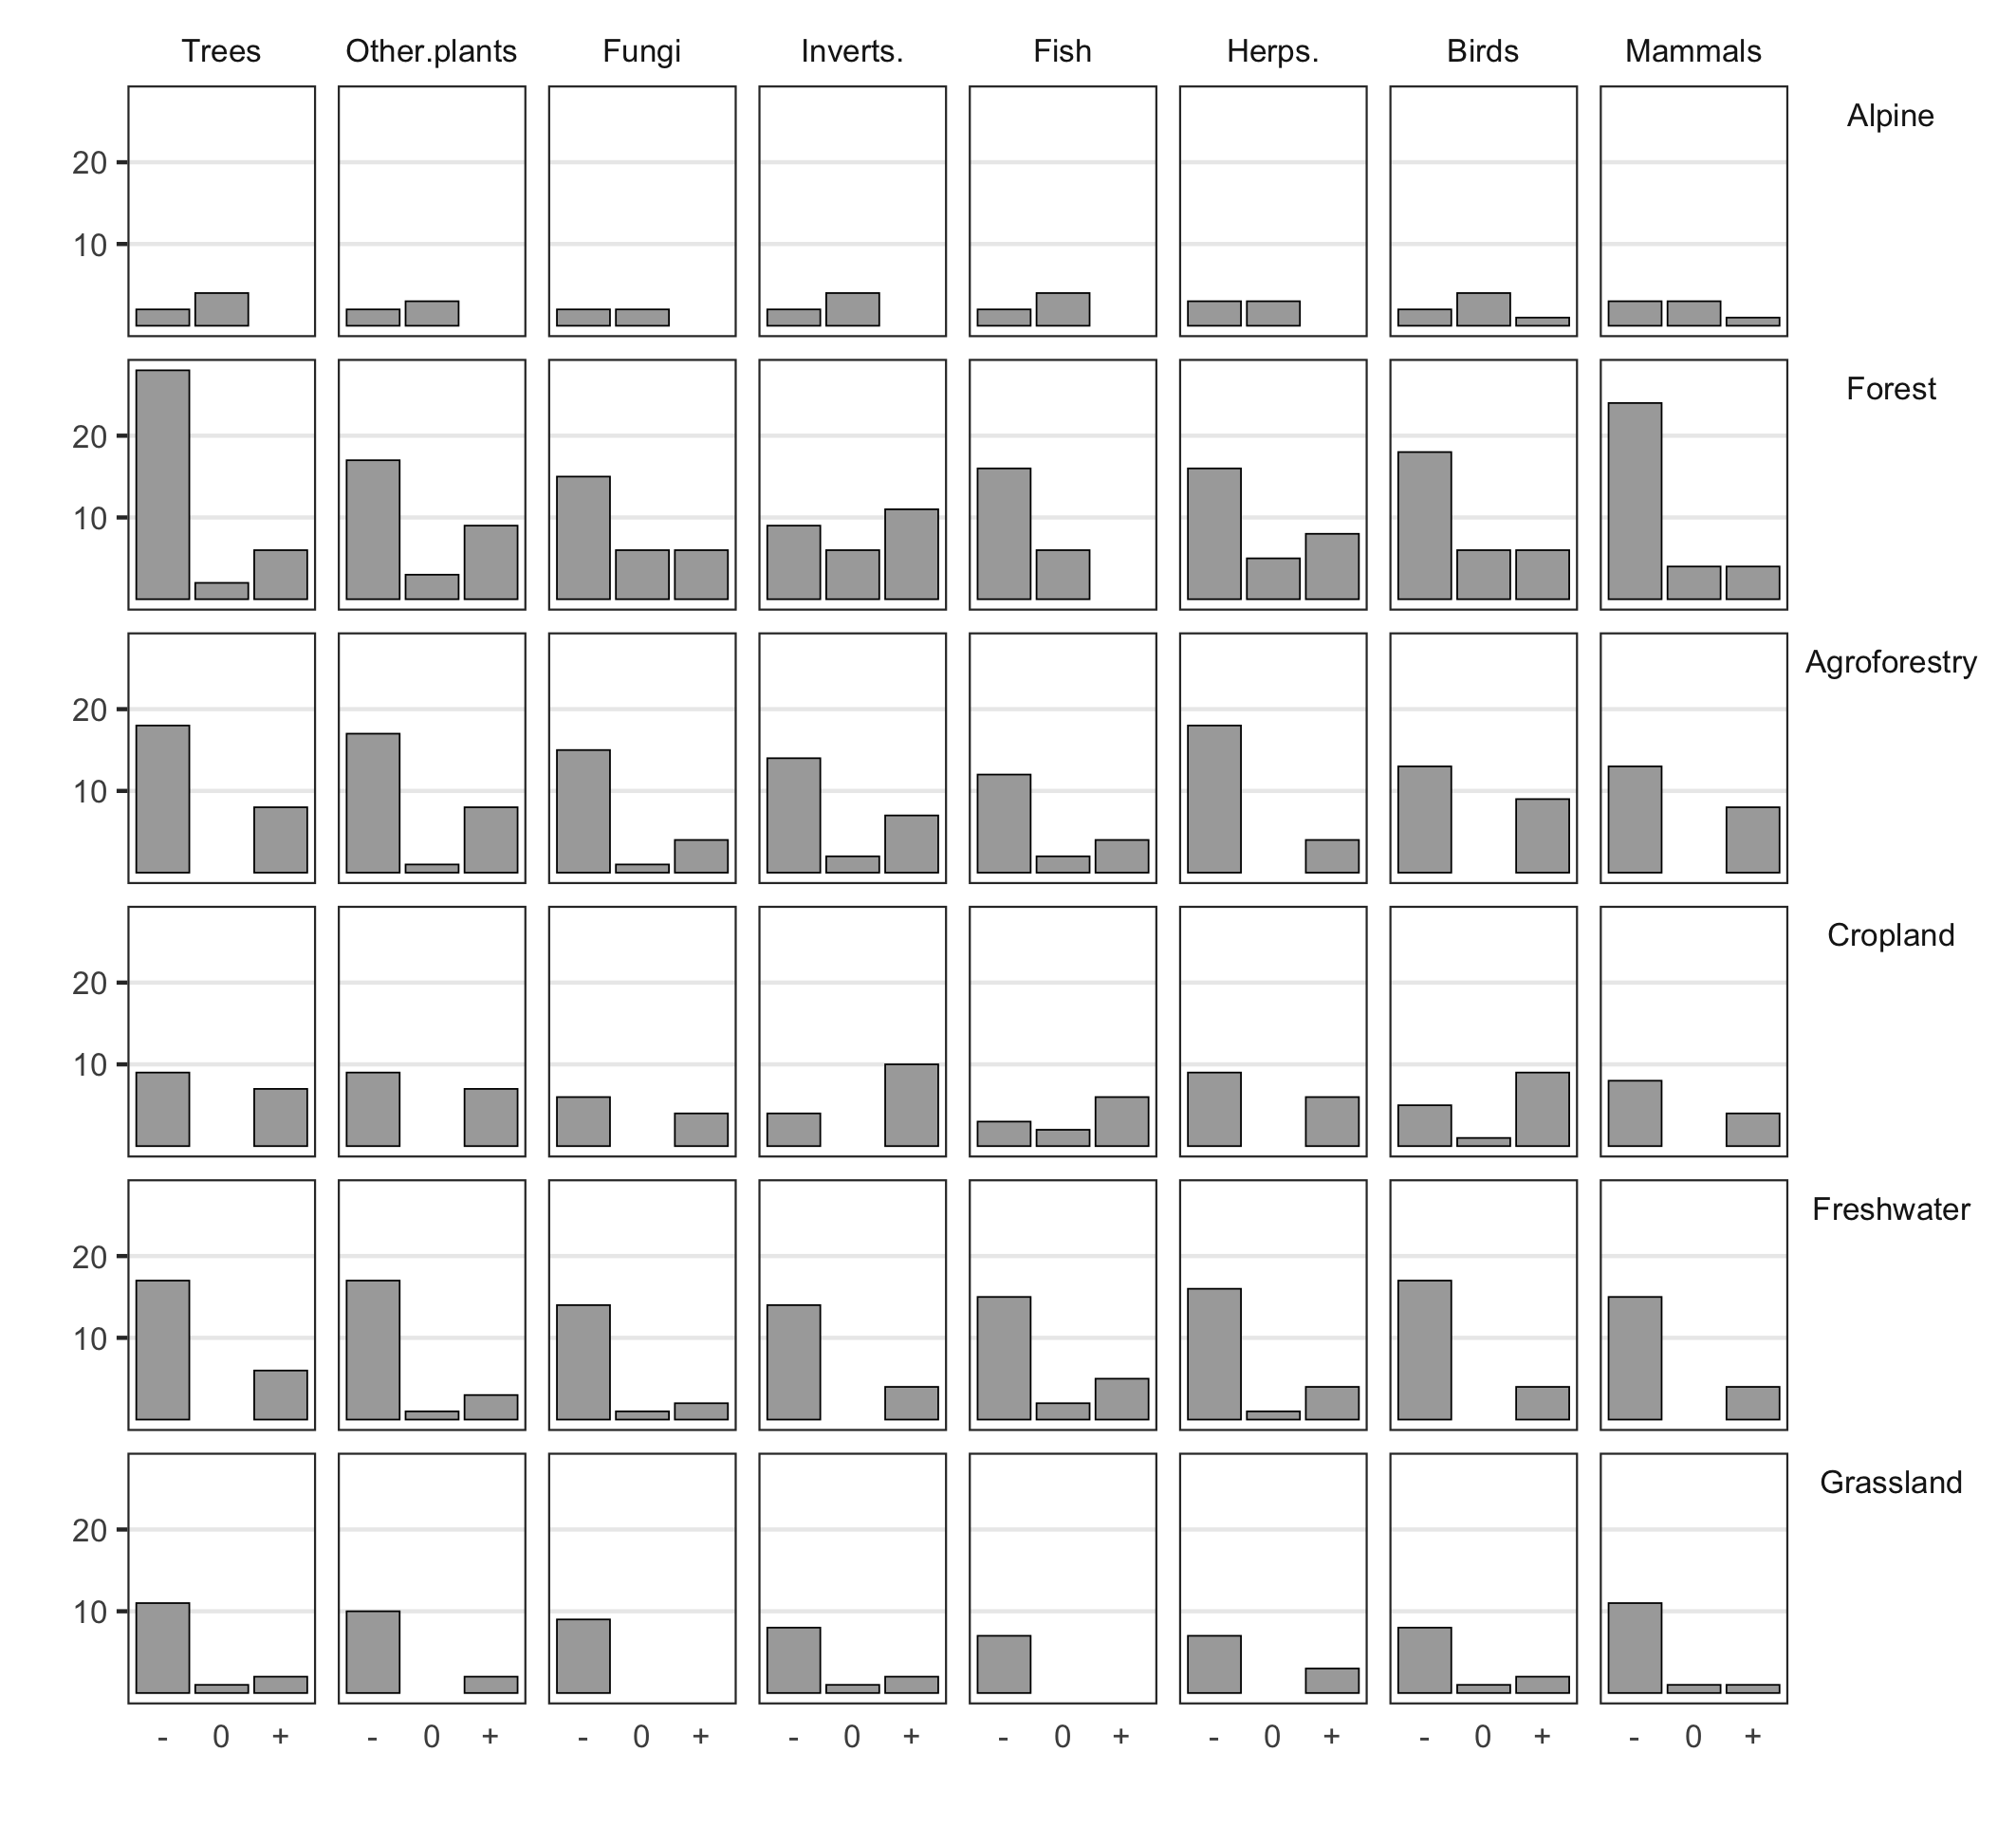 Trees Other.plants Fungi Inverts. Fish Herps. Birds Mammals
Alpine
20
10
Forest
20
10
Agroforestry
20
10
Cropland
20
10
Freshwater
20
10
Grassland
20
10
- 0 + - 0 + - 0 + - 0 + - 0 + - 0 + - 0 + - 0 +